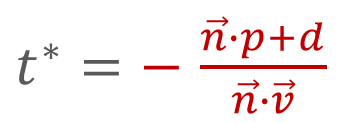 t* = − (n⃗·p+d)/(n⃗·v⃗)